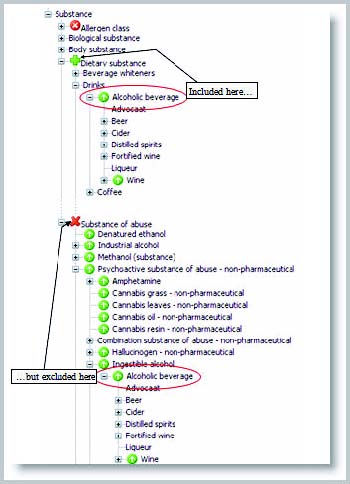 Substance
Allergen class
Biological substance
Body substance
Dietary substance
Beverage whiteners
Included here…
Drinks
Alcoholic beverage
Advocaat
Beer
Cider
Distilled spirits
Fortified wine
Liqueur
Wine
Coffee
Substance of abuse
Denatured ethanol
Industrial alcohol
Methanol (substance)
Psychoactive substance of abuse - non-pharmaceutical
Amphetamine
Cannabis grass - non-pharmaceutical
Cannabis leaves - non-pharmaceutical
Cannabis oil - non-pharmaceutical
Cannabis resin - non-pharmaceutical
Combination substance of abuse - non-pharmaceutical
Hallucinogen - non-pharmaceutical
Ingestible alcohol
…but excluded here
Alcoholic beverage
Advocaat
Beer
Cider
Distilled spirits
Fortified wine
Liqueur
Wine